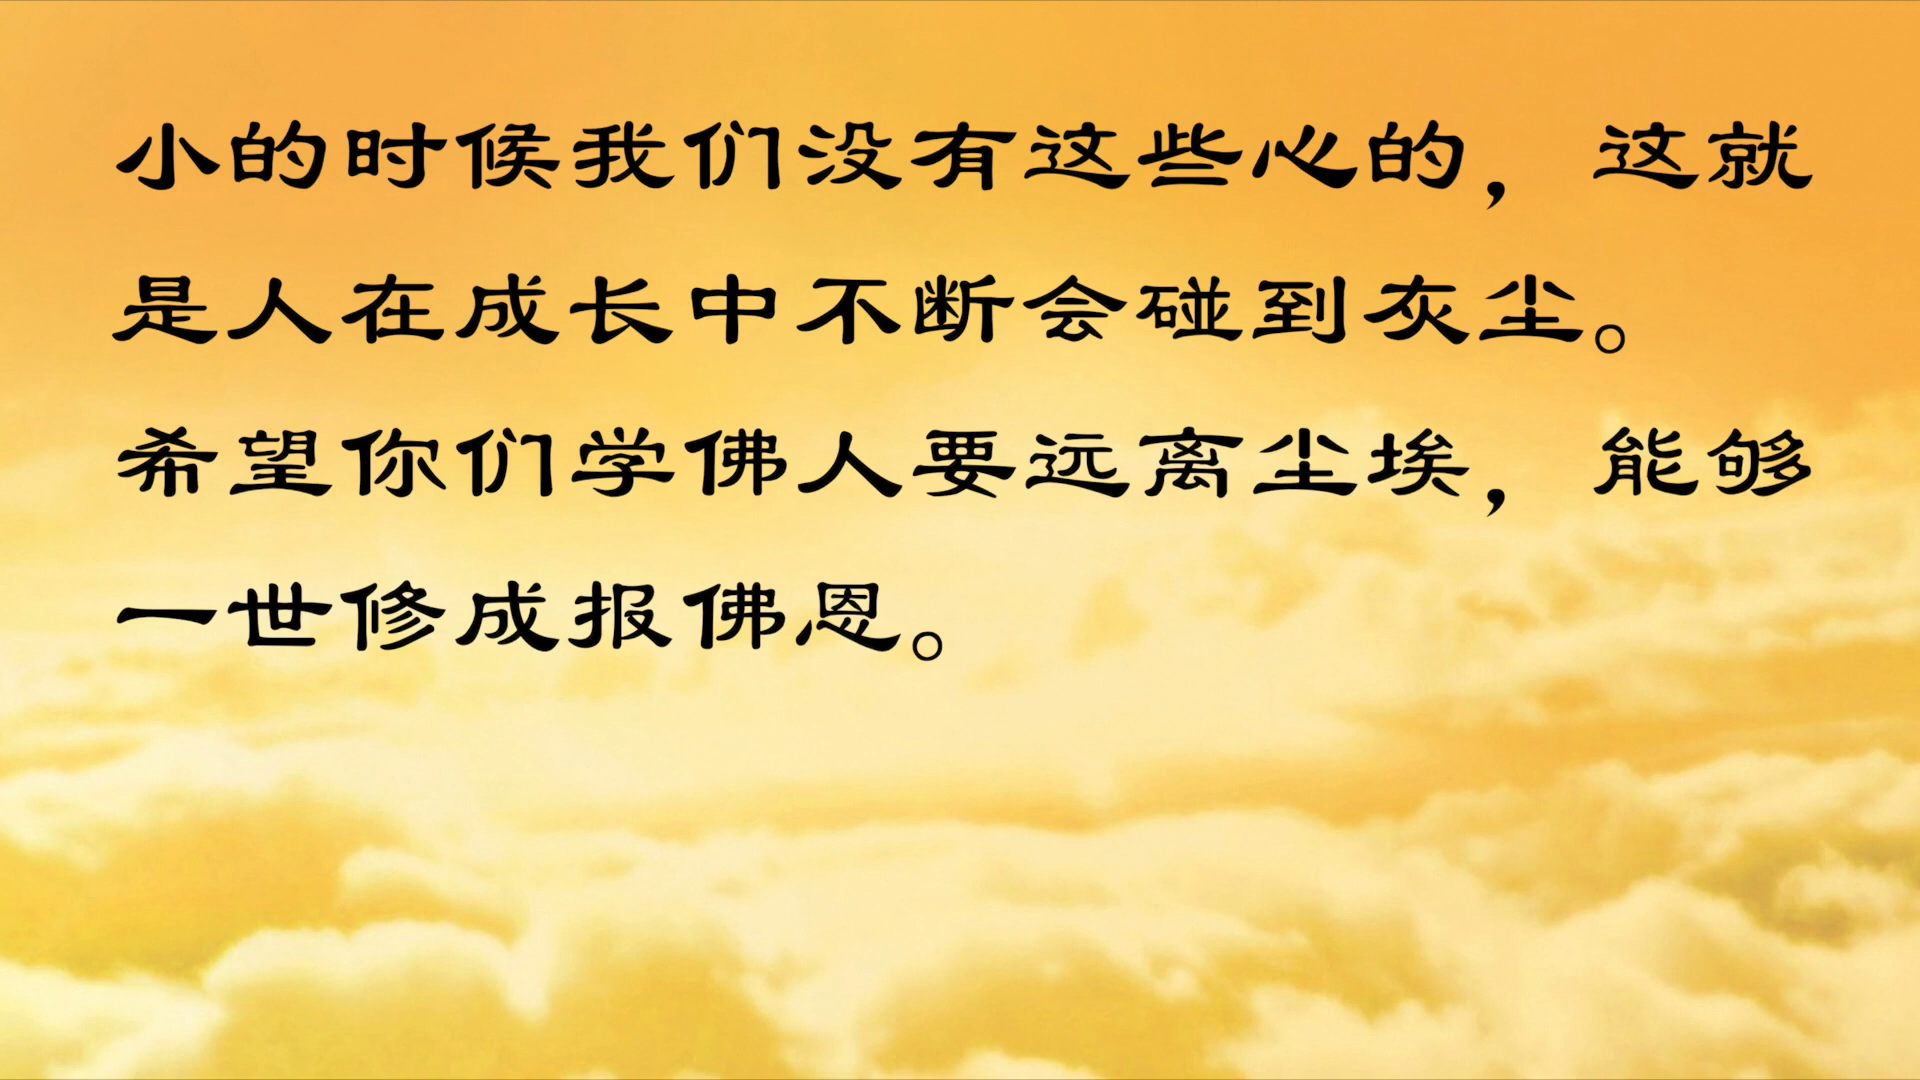 小的时候我们没有这些心的，这就
是人在成长中不断会碰到灰尘。
希望你们学佛人要远离尘埃，能够
一世修成报佛恩。